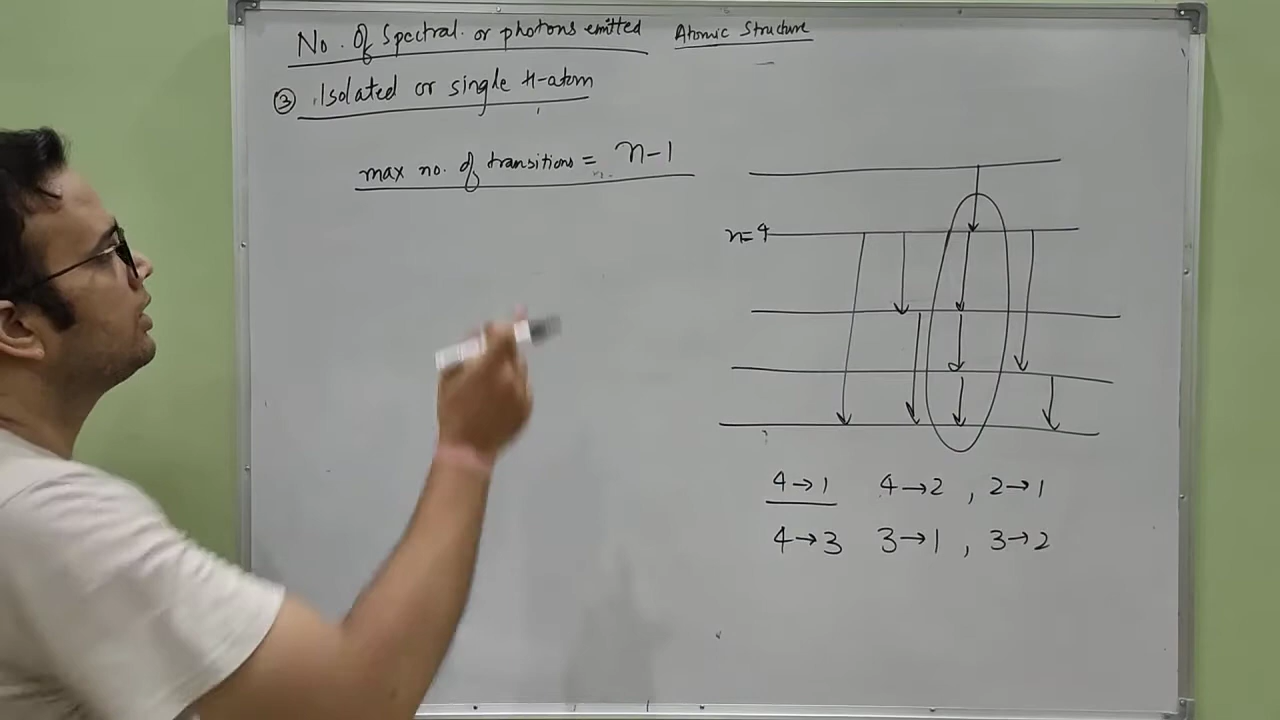 No. Of Spectral. or photons emitted Atomic Structure
③ Isolated or single H-atom
max no. of transitions = n-1
n=4
4→1 4→2 , 2→1
4→3 3→1 , 3→2